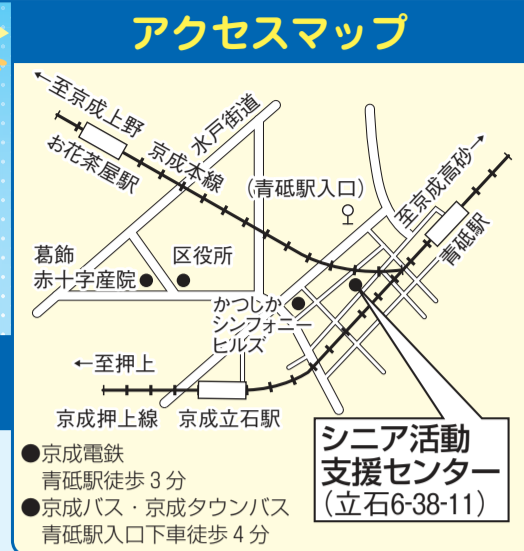 アクセスマップ
←至京成上野
お花茶屋駅
京成本線
水戸街道
(青砥駅入口)
至京成高砂→
青砥駅
葛飾
赤十字産院
区役所
かつしか
シンフォニー
ヒルズ
←至押上
京成押上線
京成立石駅
シニア活動
支援センター
(立石6-38-11)
●京成電鉄
青砥駅徒歩3分
●京成バス・京成タウンバス
青砥駅入口下車徒歩4分